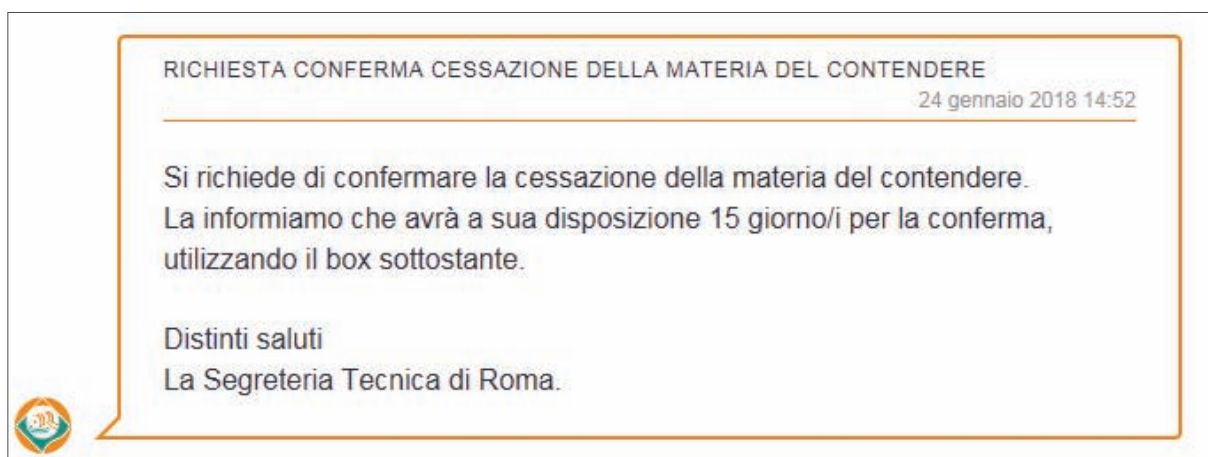 RICHIESTA CONFERMA CESSAZIONE DELLA MATERIA DEL CONTENDERE
24 gennaio 2018 14:52
Si richiede di confermare la cessazione della materia del contendere.
La informiamo che avrà a sua disposizione 15 giorno/i per la conferma,
utilizzando il box sottostante.
Distinti saluti
La Segreteria Tecnica di Roma.